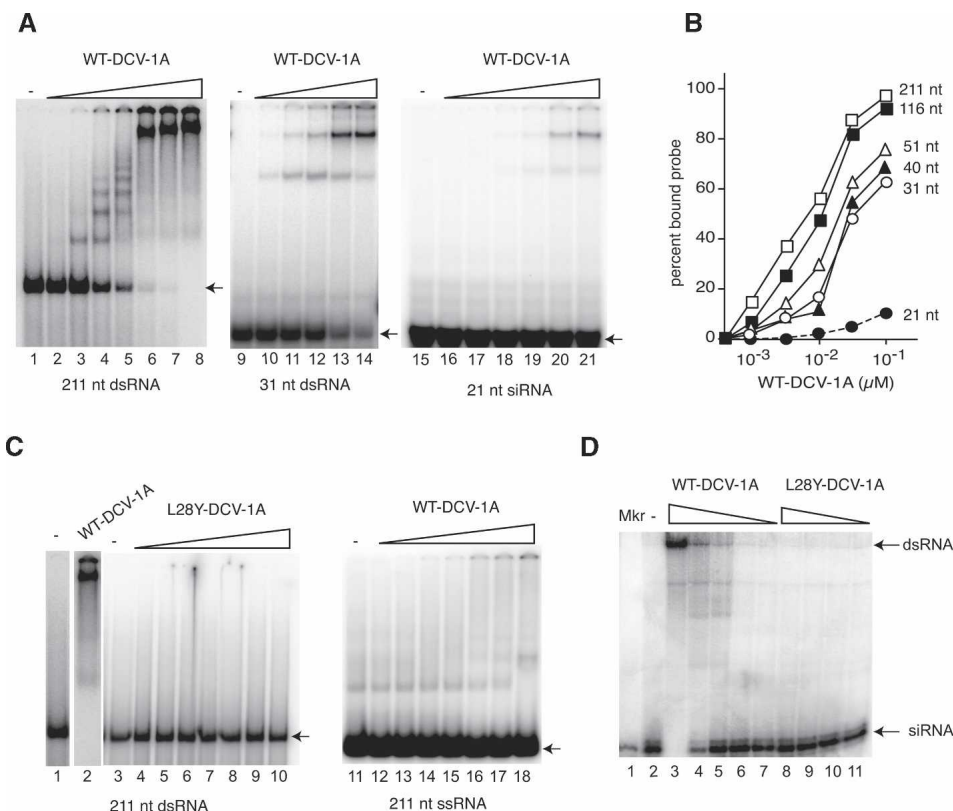 A
WT-DCV-1A
WT-DCV-1A
WT-DCV-1A
-
-
-
1 2 3 4 5 6 7 8
9 10 11 12 13 14
15 16 17 18 19 20 21
211 nt dsRNA
31 nt dsRNA
21 nt siRNA
B
percent bound probe
100
80
60
40
20
0
211 nt
116 nt
51 nt
40 nt
31 nt
21 nt
10-3
10-2
10-1
WT-DCV-1A (µM)
C
-
WT-DCV-1A
L28Y-DCV-1A
-
WT-DCV-1A
-
1 2 3 4 5 6 7 8 9 10
11 12 13 14 15 16 17 18
211 nt dsRNA
211 nt ssRNA
D
WT-DCV-1A
L28Y-DCV-1A
Mkr -
dsRNA
siRNA
1 2 3 4 5 6 7 8 9 10 11